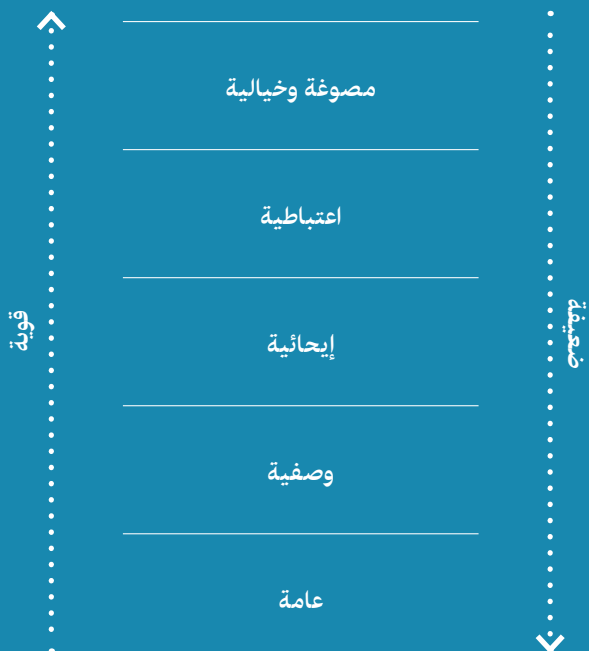 مصوغة وخيالية
اعتباطية
إيحائية
وصفية
عامة
قوية
ضعيفة